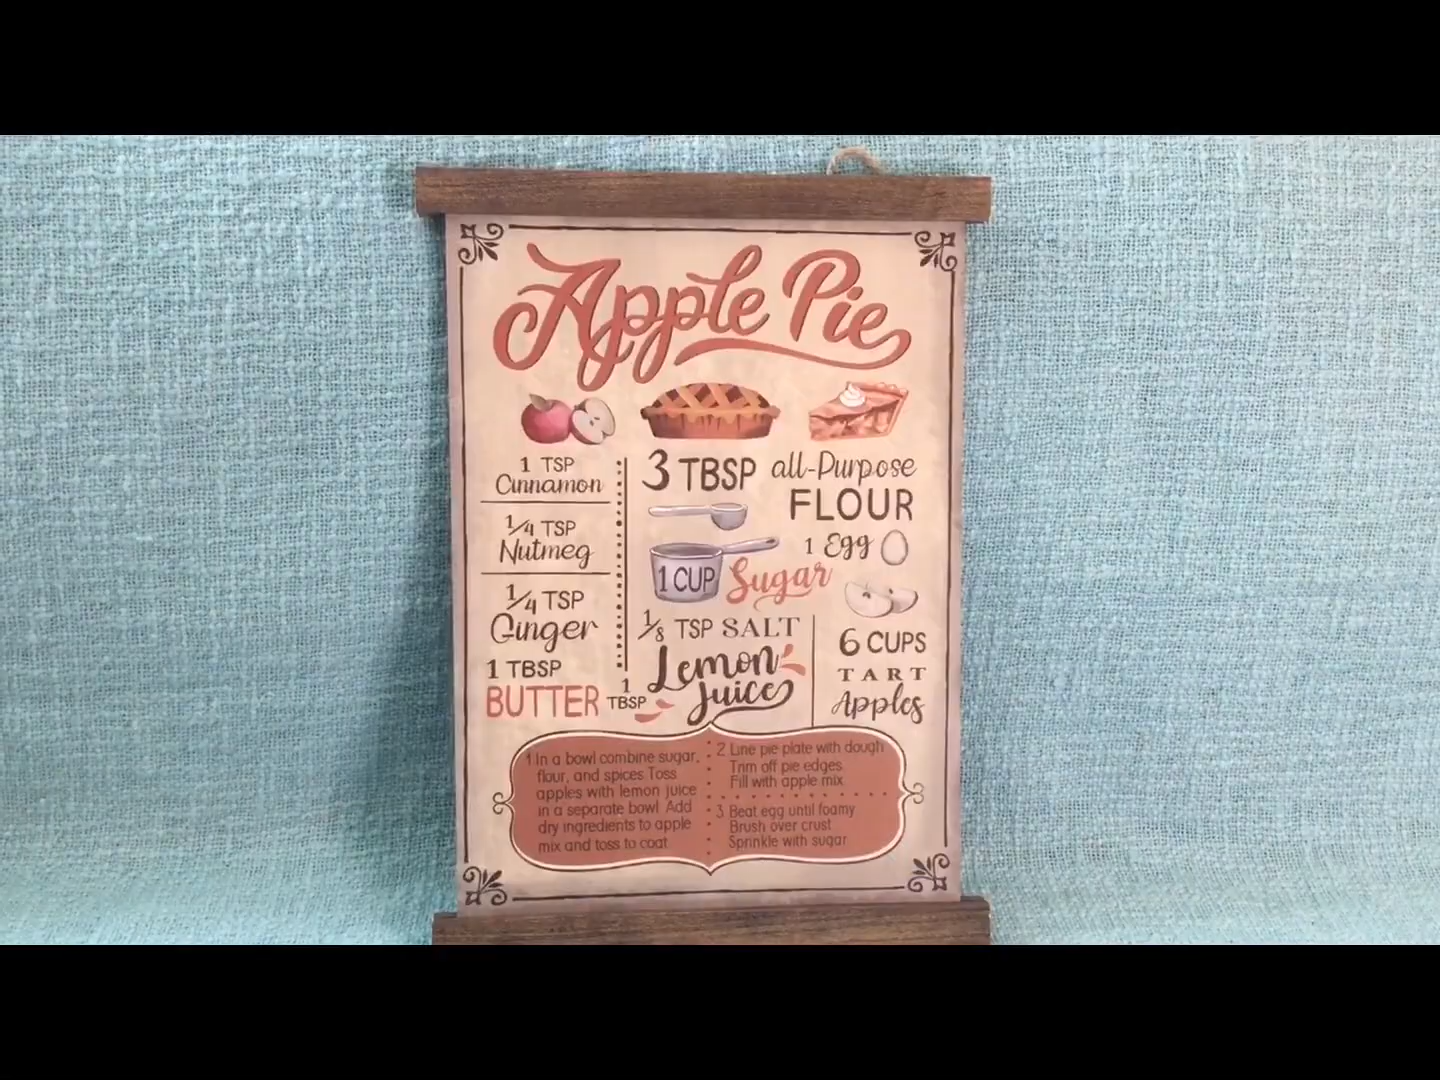 Apple Pie
1 TSP
Cinnamon
1/4 TSP
Nutmeg
1/4 TSP
Ginger
1 TBSP
BUTTER
3 TBSP all-Purpose
FLOUR
1 Egg
1 CUP Sugar
1/8 TSP SALT
1 TBSP
Lemon
Juice
6 CUPS
TART
Apples
1 In a bowl combine sugar,
flour, and spices Toss
apples with lemon juice
in a separate bowl Add
dry ingredients to apple
mix and toss to coat
2 Line pie plate with dough
Trim off pie edges
Fill with apple mix
3 Beat egg until foamy
Brush over crust
Sprinkle with sugar